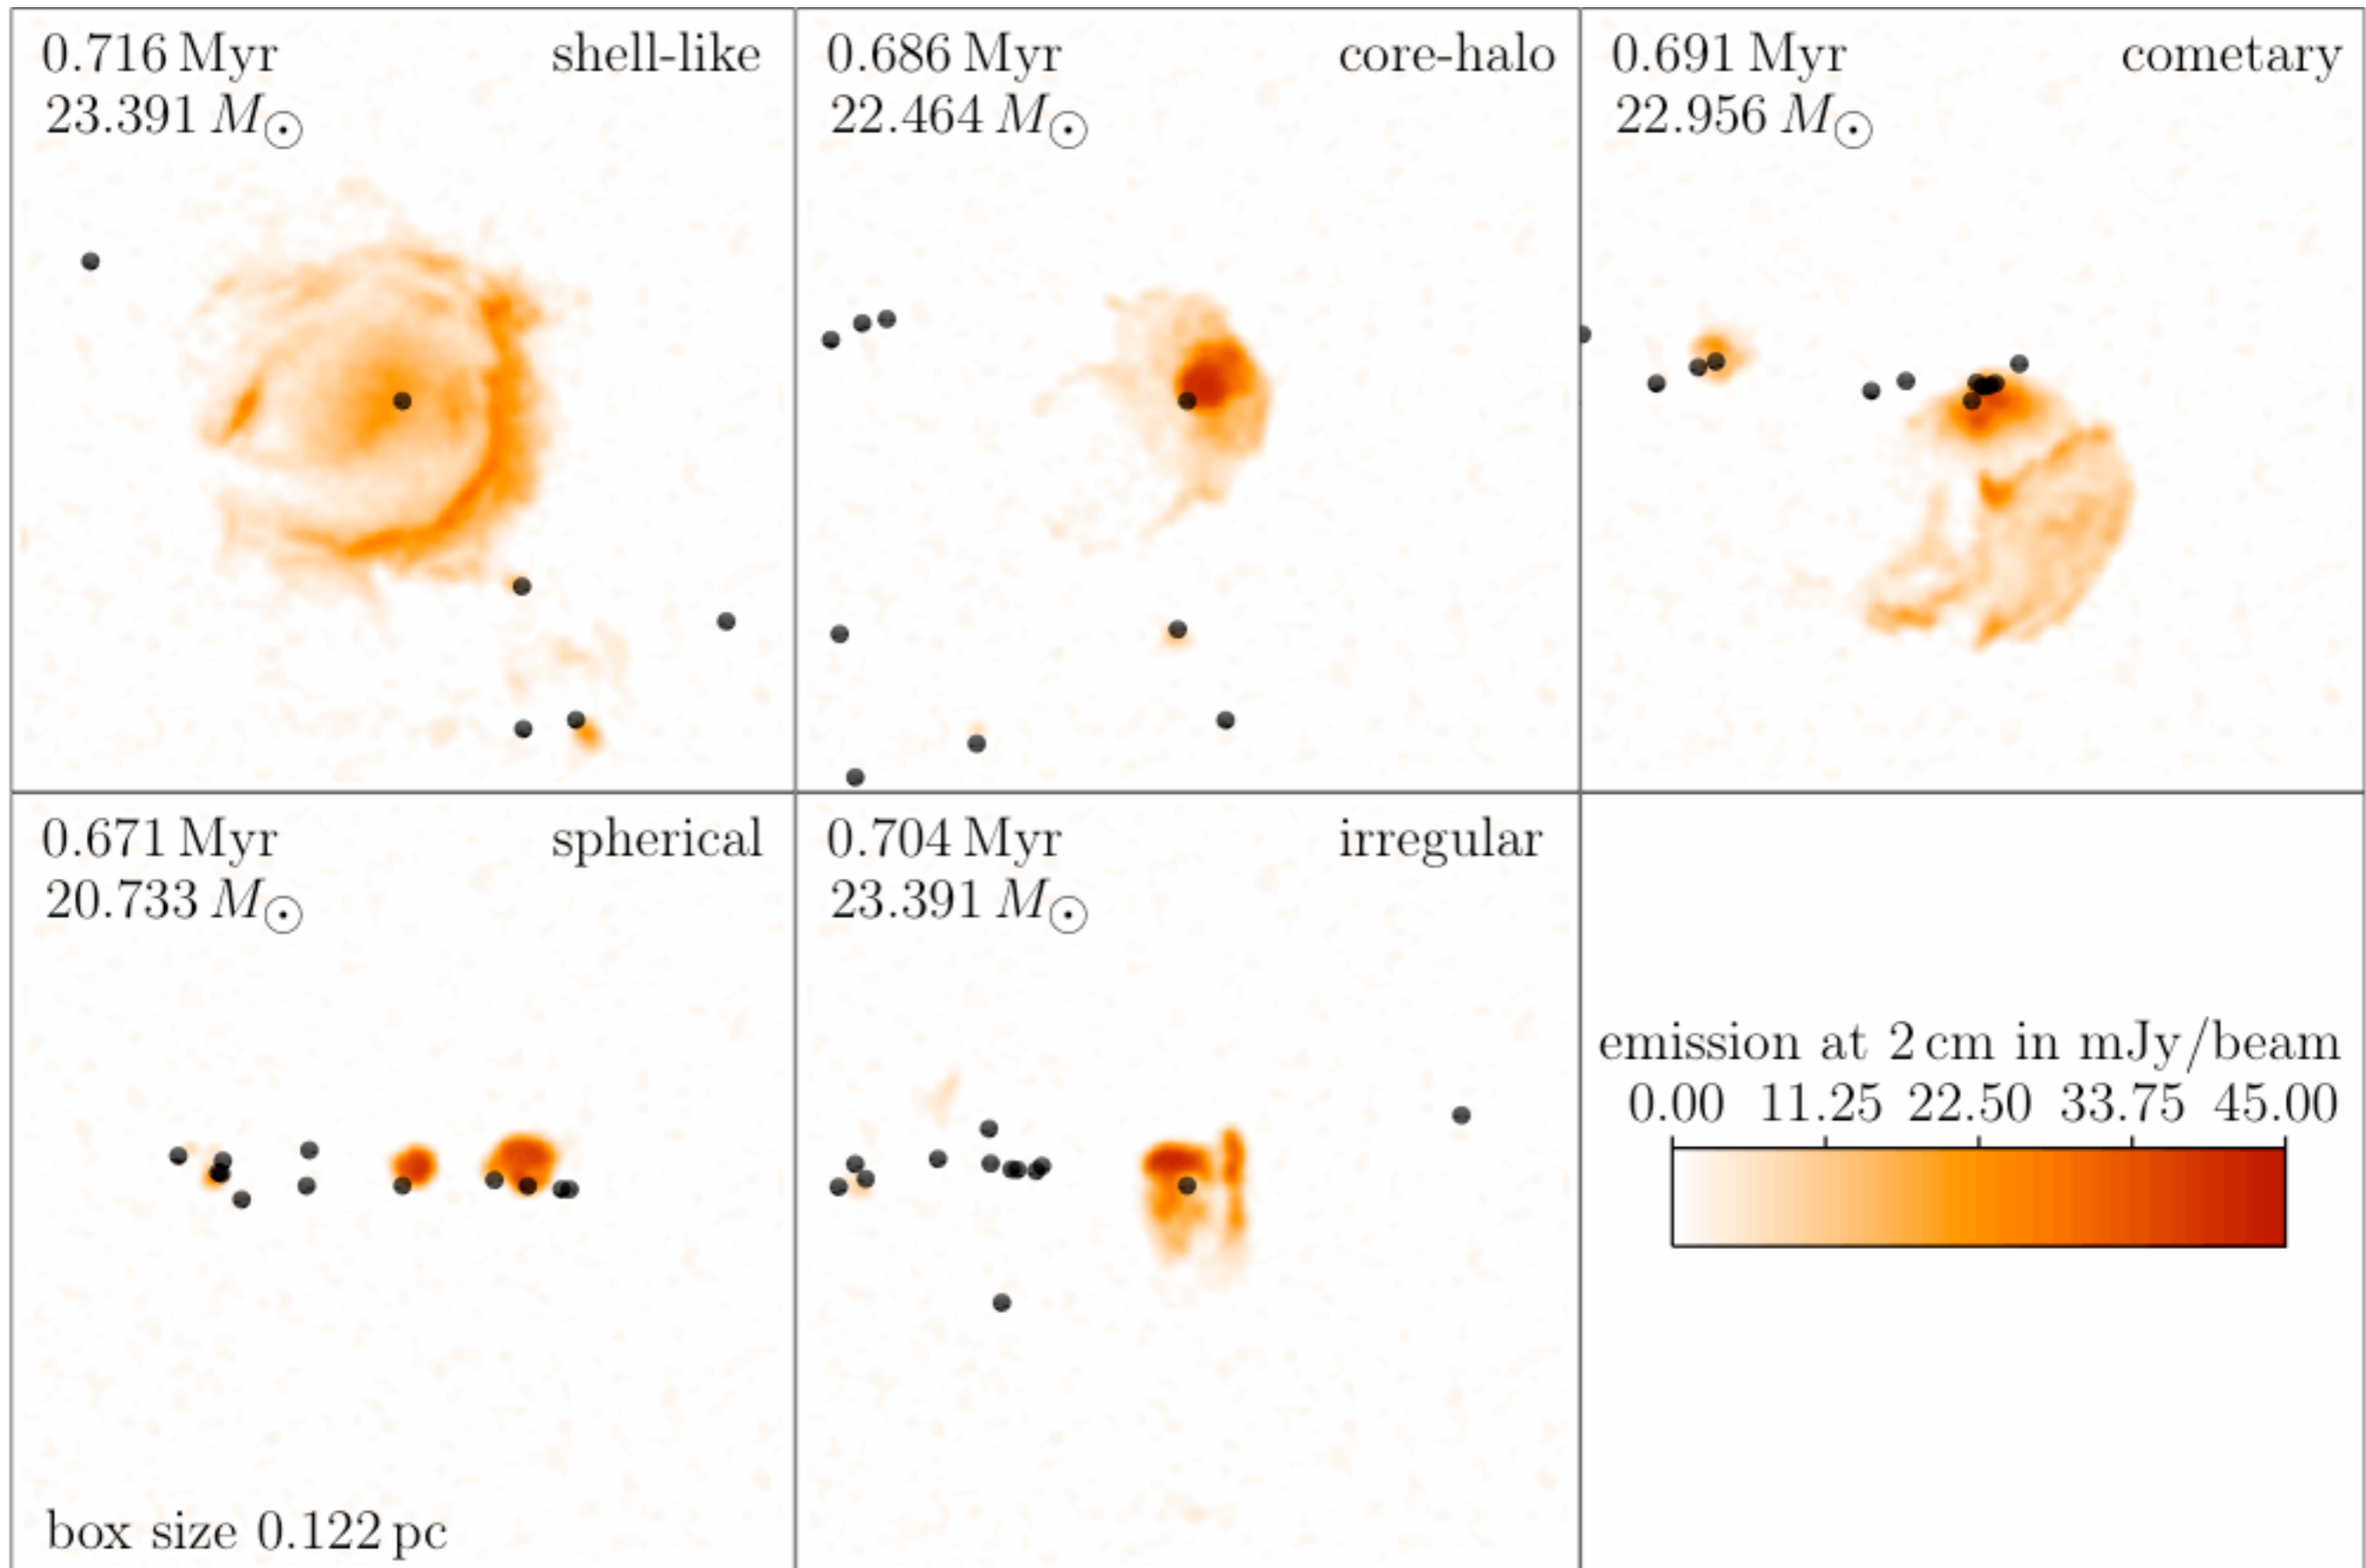 0.716 Myr
shell-like
23.391 M☉
0.686 Myr
core-halo
22.464 M☉
0.691 Myr
cometary
22.956 M☉
0.671 Myr
spherical
20.733 M☉
box size 0.122 pc
0.704 Myr
irregular
23.391 M☉
emission at 2 cm in mJy/beam
0.00 11.25 22.50 33.75 45.00